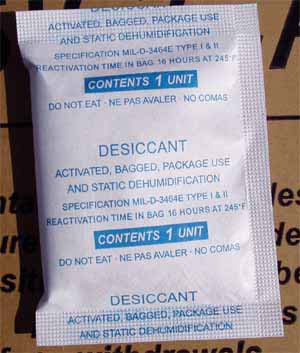 DESICCANT
ACTIVATED, BAGGED, PACKAGE USE
AND STATIC DEHUMIDIFICATION
SPECIFICATION MIL-D-3464E TYPE I & II
REACTIVATION TIME IN BAG 16 HOURS AT 245°F
CONTENTS 1 UNIT
DO NOT EAT · NE PAS AVALER · NO COMAS
DESICCANT
ACTIVATED, BAGGED, PACKAGE USE
AND STATIC DEHUMIDIFICATION
SPECIFICATION MIL-D-3464E TYPE I & II
REACTIVATION TIME IN BAG 16 HOURS AT 245°F
CONTENTS 1 UNIT
DO NOT EAT · NE PAS AVALER · NO COMAS
DESICCANT
ACTIVATED, BAGGED, PACKAGE USE
AND STATIC DEHUMIDIFICATION
withdrawals